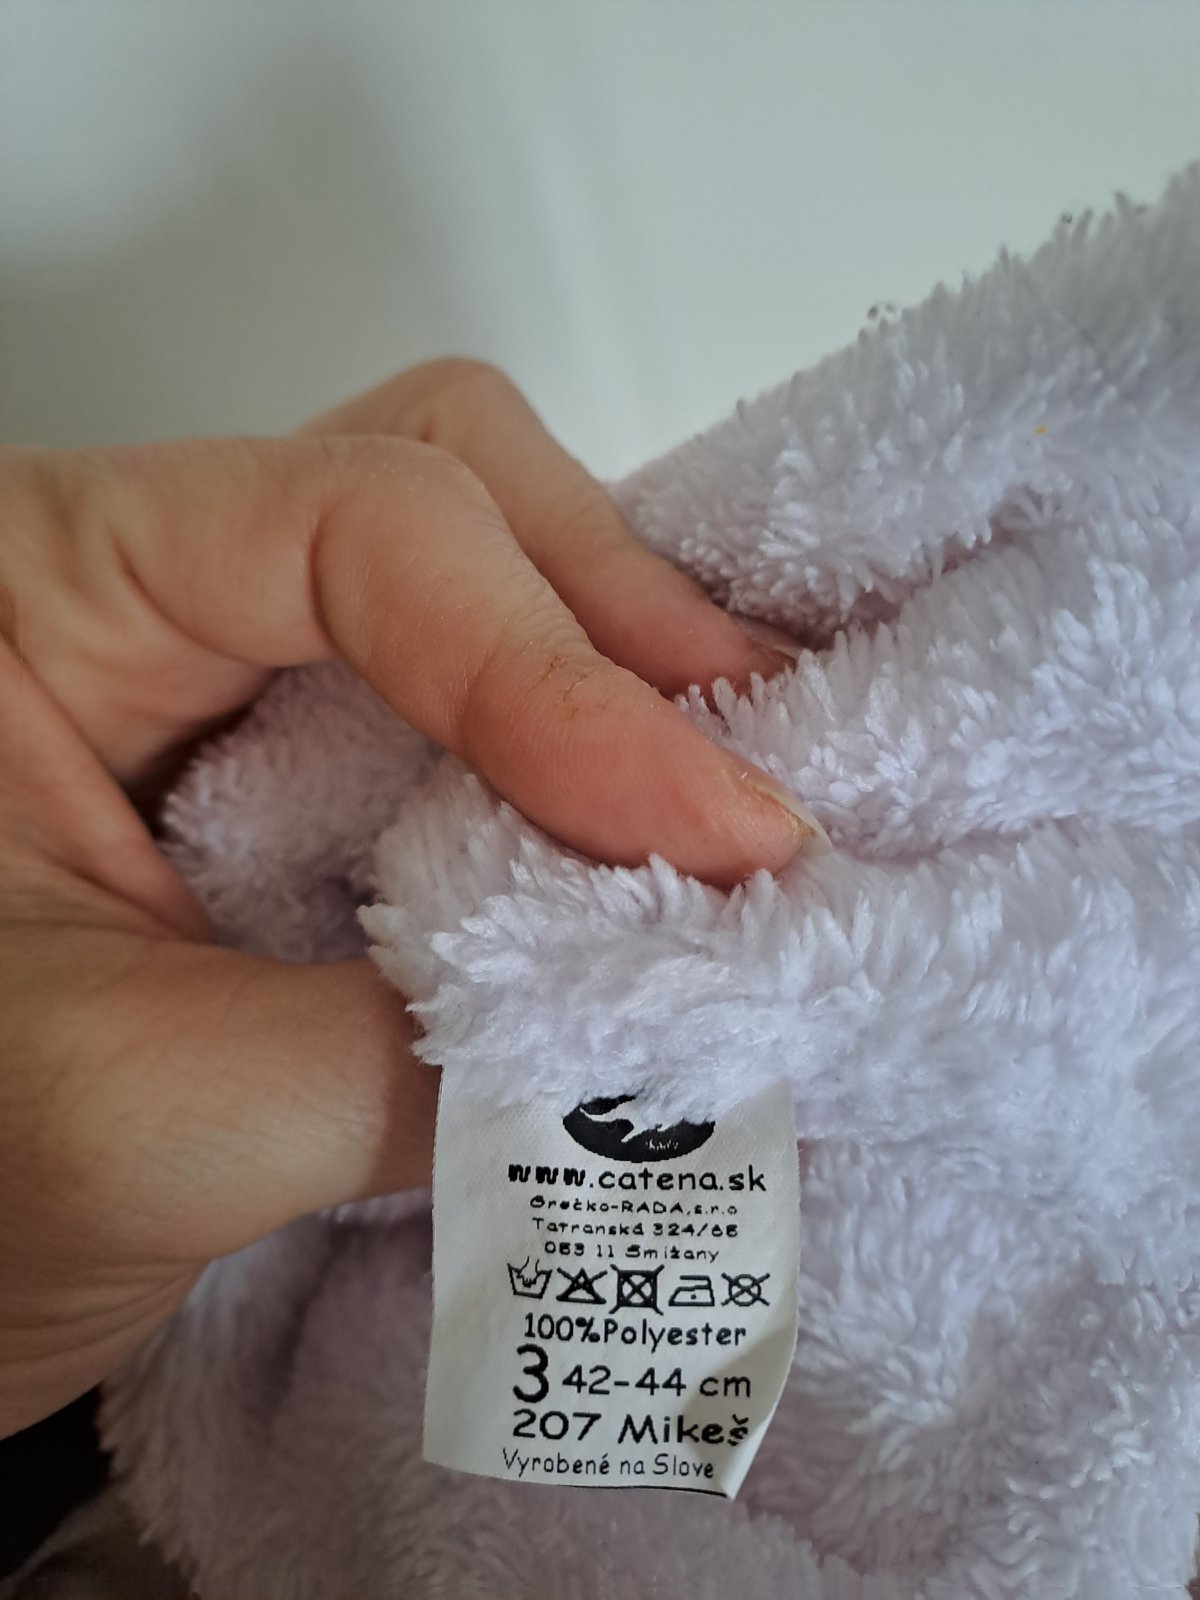 www.catena.sk
Grečko-RADA,s.r.o
Tatranská 324/65
053 11 Smižany
100%Polyester
3 42-44 cm
207 Mikeš
Vyrobené na Slove